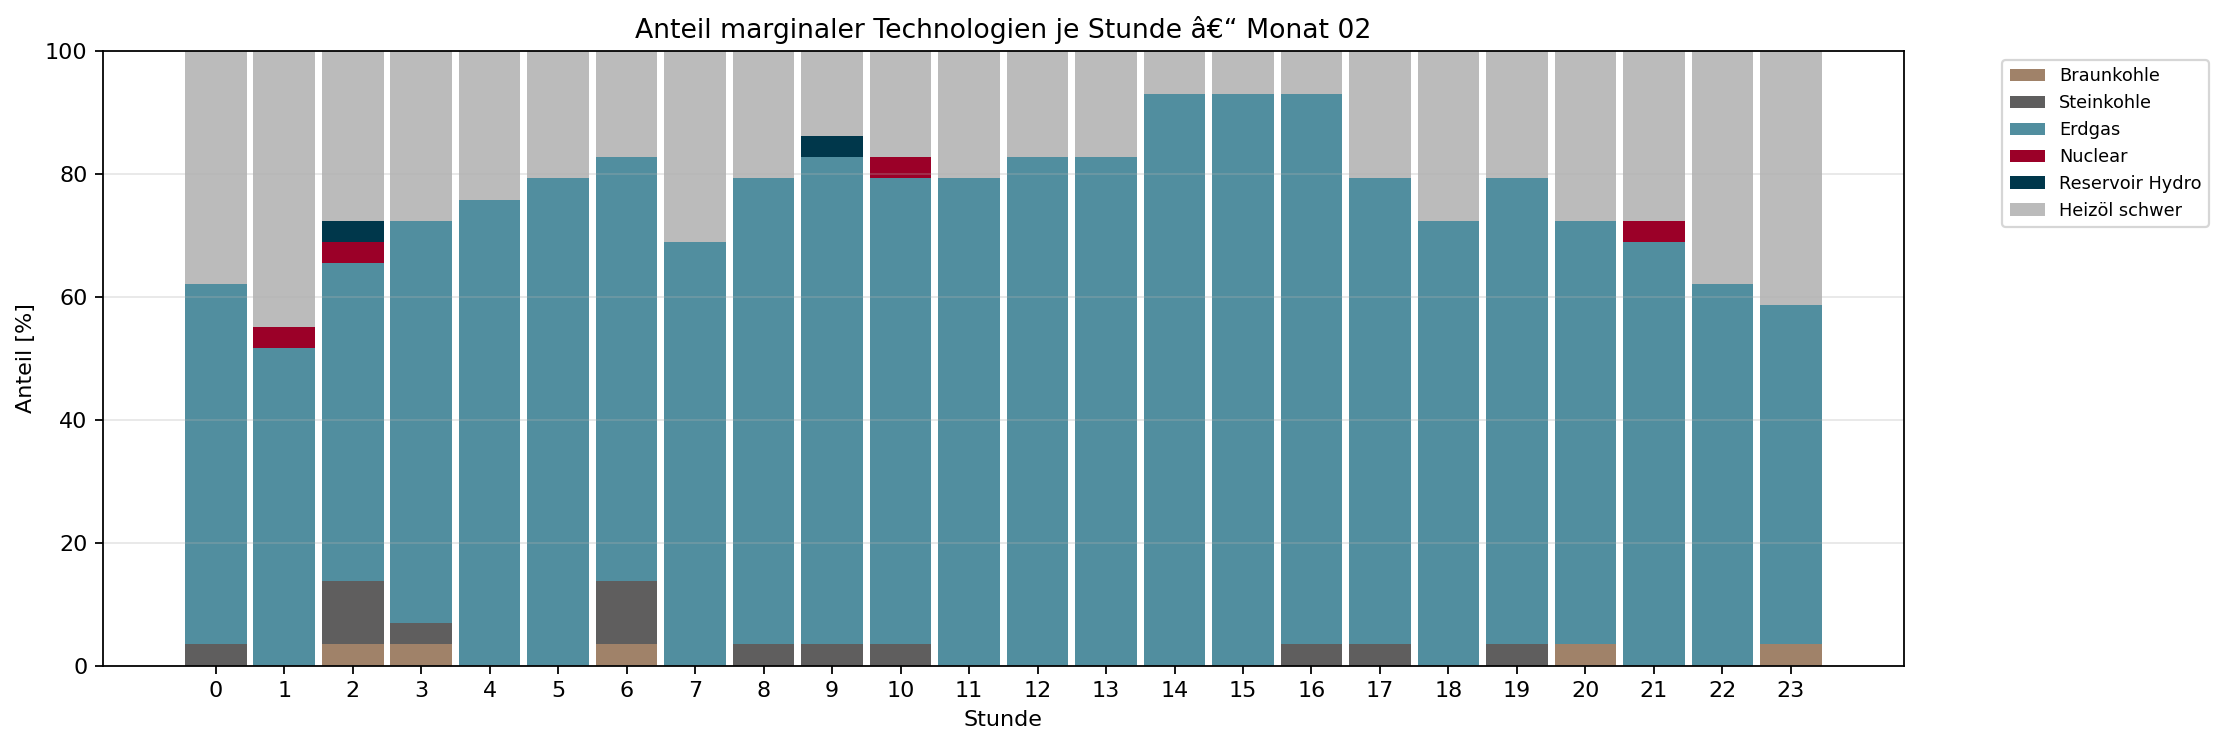 Anteil marginaler Technologien je Stunde â€“ Monat 02
Anteil [%]
100
80
60
40
20
0
0 1 2 3 4 5 6 7 8 9 10 11 12 13 14 15 16 17 18 19 20 21 22 23
Stunde
Braunkohle
Steinkohle
Erdgas
Nuclear
Reservoir Hydro
Heizöl schwer